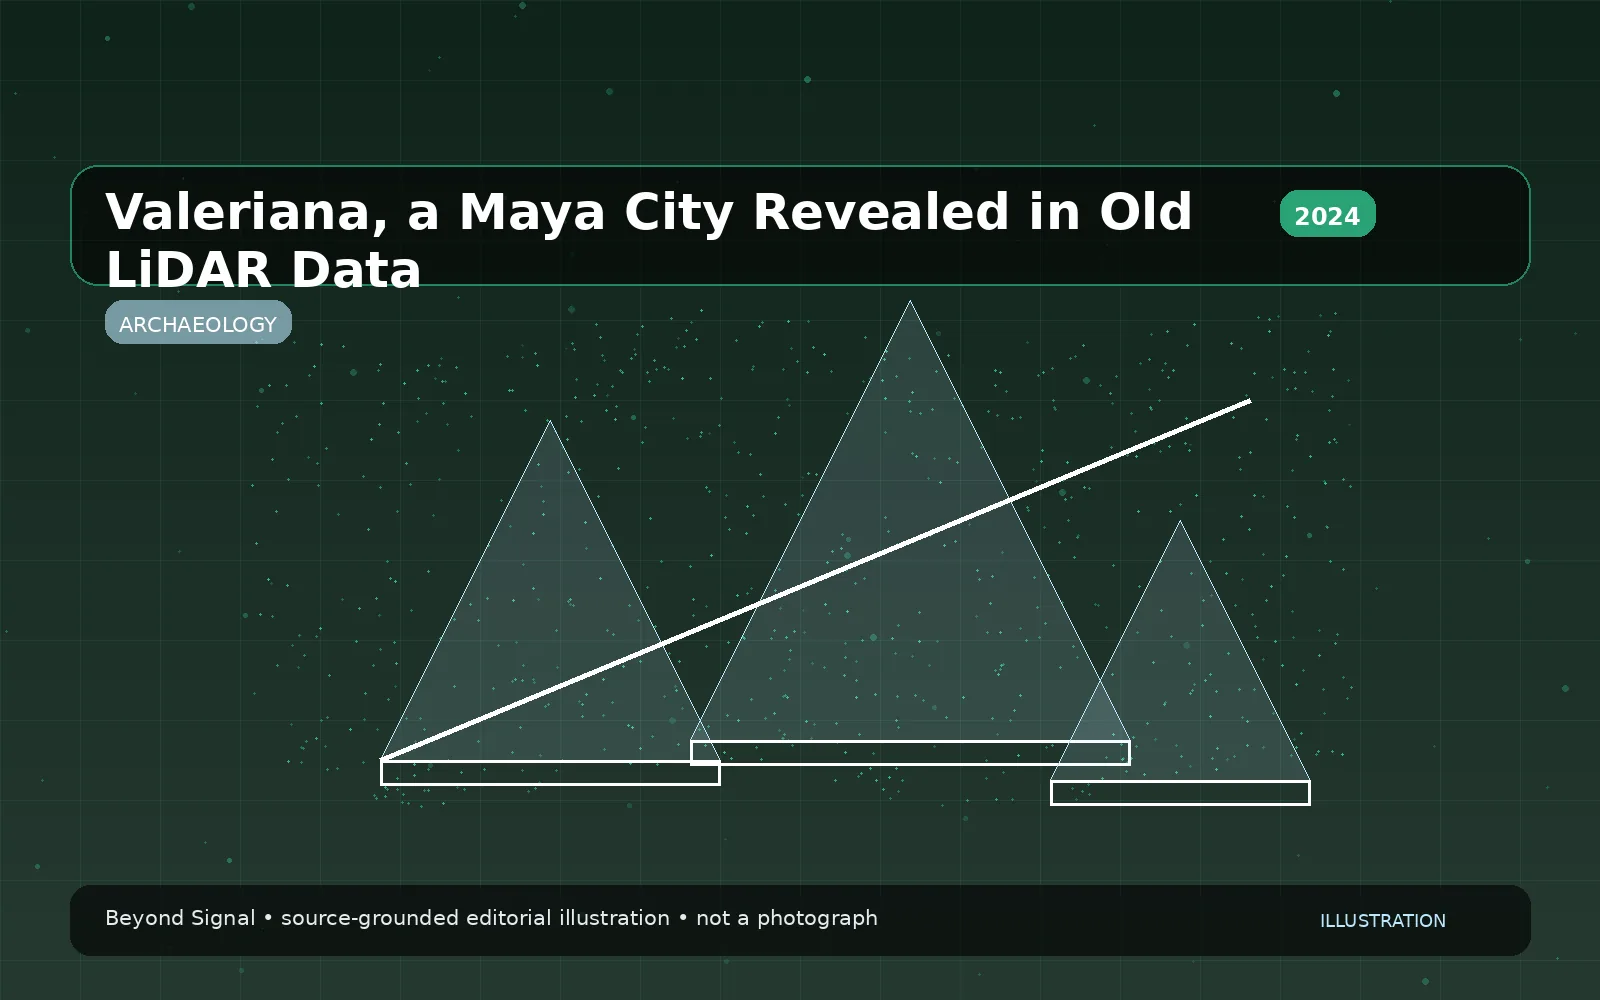 Valeriana, a Maya City Revealed in Old
LiDAR Data
2024
ARCHAEOLOGY
Beyond Signal • source-grounded editorial illustration • not a photograph
ILLUSTRATION